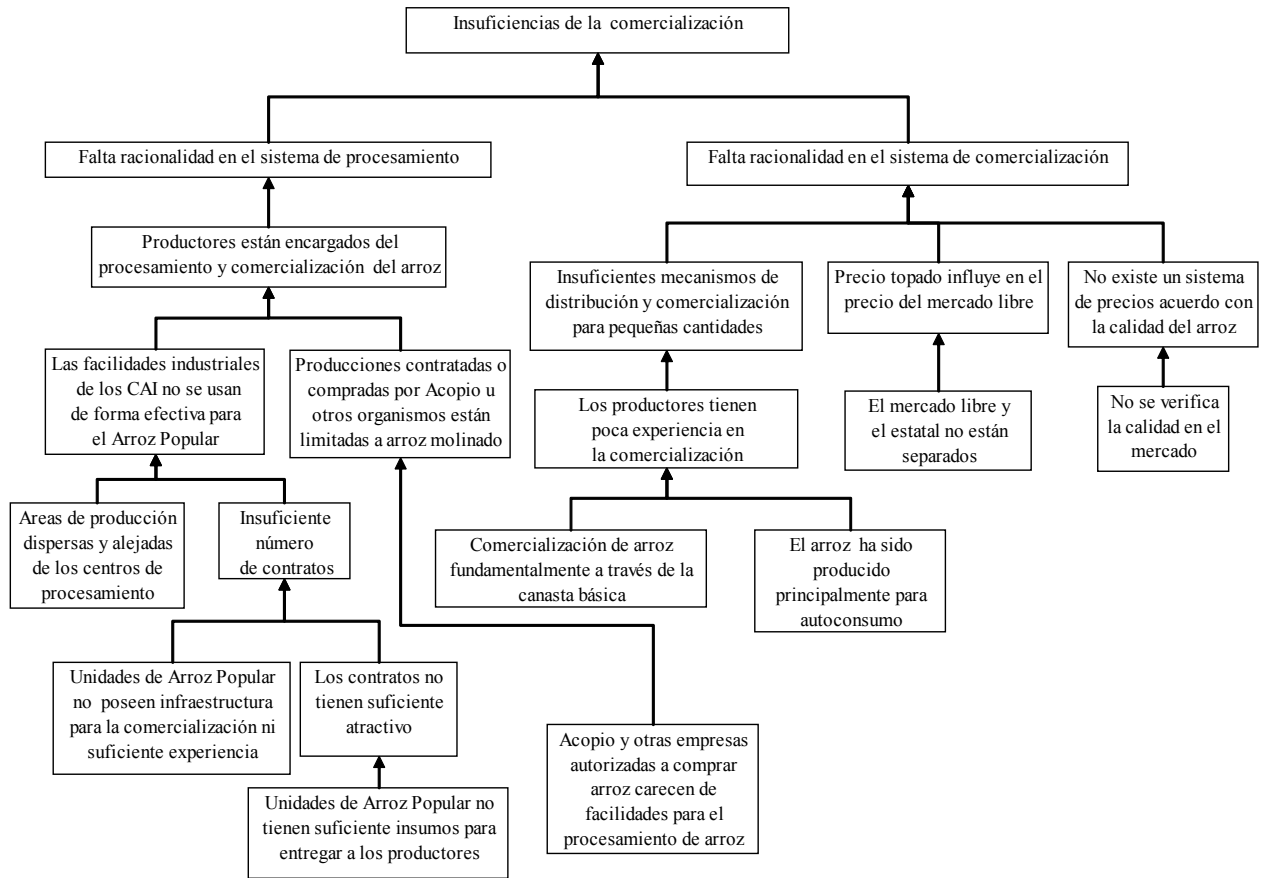 Insuficiencias de la comercialización
Falta racionalidad en el sistema de procesamiento
Falta racionalidad en el sistema de comercialización
Productores están encargados del
procesamiento y comercialización del arroz
Insuficientes mecanismos de
distribución y comercialización
para pequeñas cantidades
Precio topado influye en el
precio del mercado libre
No existe un sistema
de precios acuerdo con
la calidad del arroz
Las facilidades industriales
de los CAI no se usan
de forma efectiva para
el Arroz Popular
Producciones contratadas o
compradas por Acopio u
otros organismos están
limitadas a arroz molinado
Los productores tienen
poca experiencia en
la comercialización
El mercado libre y
el estatal no están
separados
No se verifica
la calidad en el
mercado
Areas de producción
dispersas y alejadas
de los centros de
procesamiento
Insuficiente
número
de contratos
Comercialización de arroz
fundamentalmente a través de la
canasta básica
El arroz ha sido
producido
principalmente para
autoconsumo
Unidades de Arroz Popular
no poseen infraestructura
para la comercialización ni
suficiente experiencia
Los contratos no
tienen suficiente
atractivo
Acopio y otras empresas
autorizadas a comprar
arroz carecen de
facilidades para el
procesamiento de arroz
Unidades de Arroz Popular no
tienen suficiente insumos para
entregar a los productores